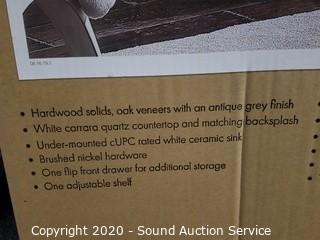 • Hardwood solids, oak veneers with an antique grey finish
• White carrara quartz countertop and matching backsplash
• Under-mounted cUPC rated white ceramic sink
• Brushed nickel hardware
• One flip front drawer for additional storage
• One adjustable shelf
Copyright 2020 - Sound Auction Service